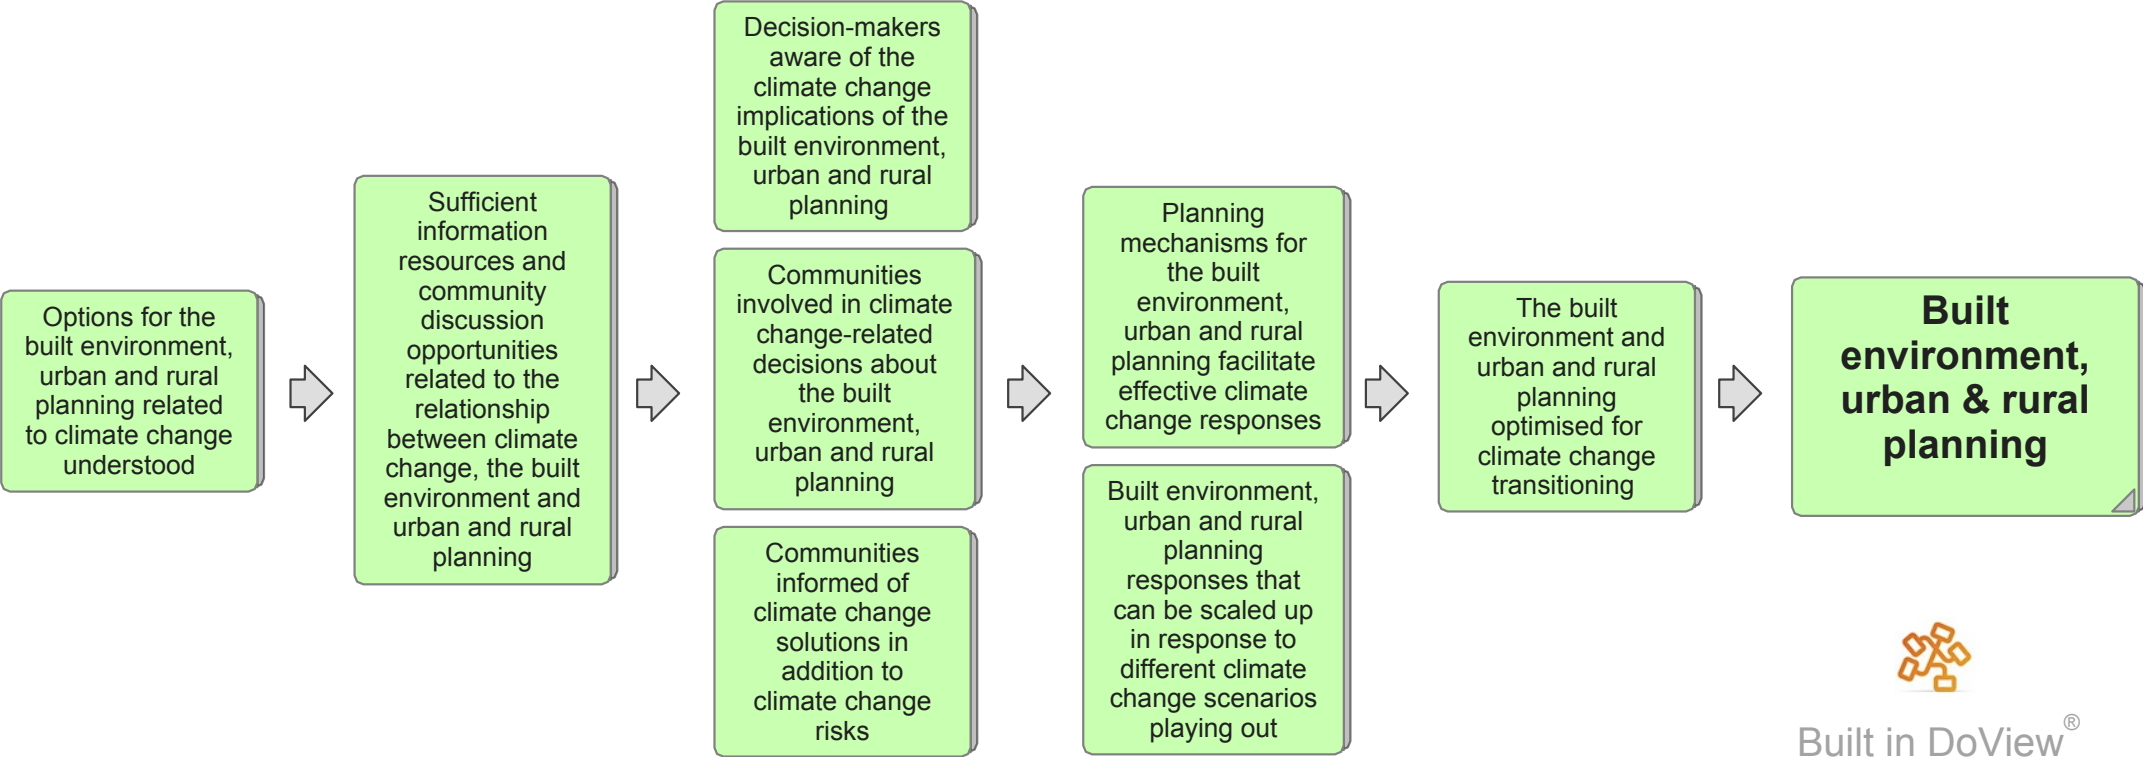 Options for the
built environment,
urban and rural
planning related
to climate change
understood
Sufficient
information
resources and
community
discussion
opportunities
related to the
relationship
between climate
change, the built
environment and
urban and rural
planning
Decision-makers
aware of the
climate change
implications of the
built environment,
urban and rural
planning
Communities
involved in climate
change-related
decisions about
the built
environment,
urban and rural
planning
Communities
informed of
climate change
solutions in
addition to
climate change
risks
Planning
mechanisms for
the built
environment,
urban and rural
planning facilitate
effective climate
change responses
Built environment,
urban and rural
planning
responses that
can be scaled up
in response to
different climate
change scenarios
playing out
The built
environment and
urban and rural
planning
optimised for
climate change
transitioning
Built
environment,
urban & rural
planning
Built in DoView®